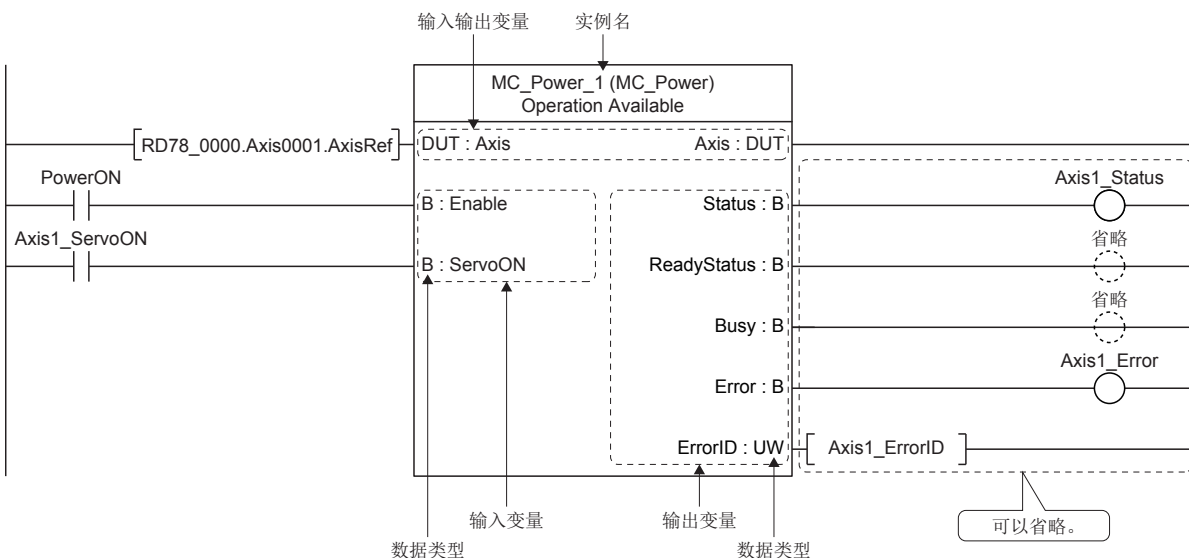 输入输出变量 实例名
MC_Power_1 (MC_Power)
Operation Available
RD78_0000.Axis0001.AxisRef DUT : Axis Axis : DUT
PowerON Axis1_Status
B : Enable Status : B
Axis1_ServoON 省略
B : ServoON ReadyStatus : B
省略
Busy : B
Axis1_Error
Error : B
ErrorID : UW Axis1_ErrorID
输入变量 输出变量 可以省略。
数据类型 数据类型